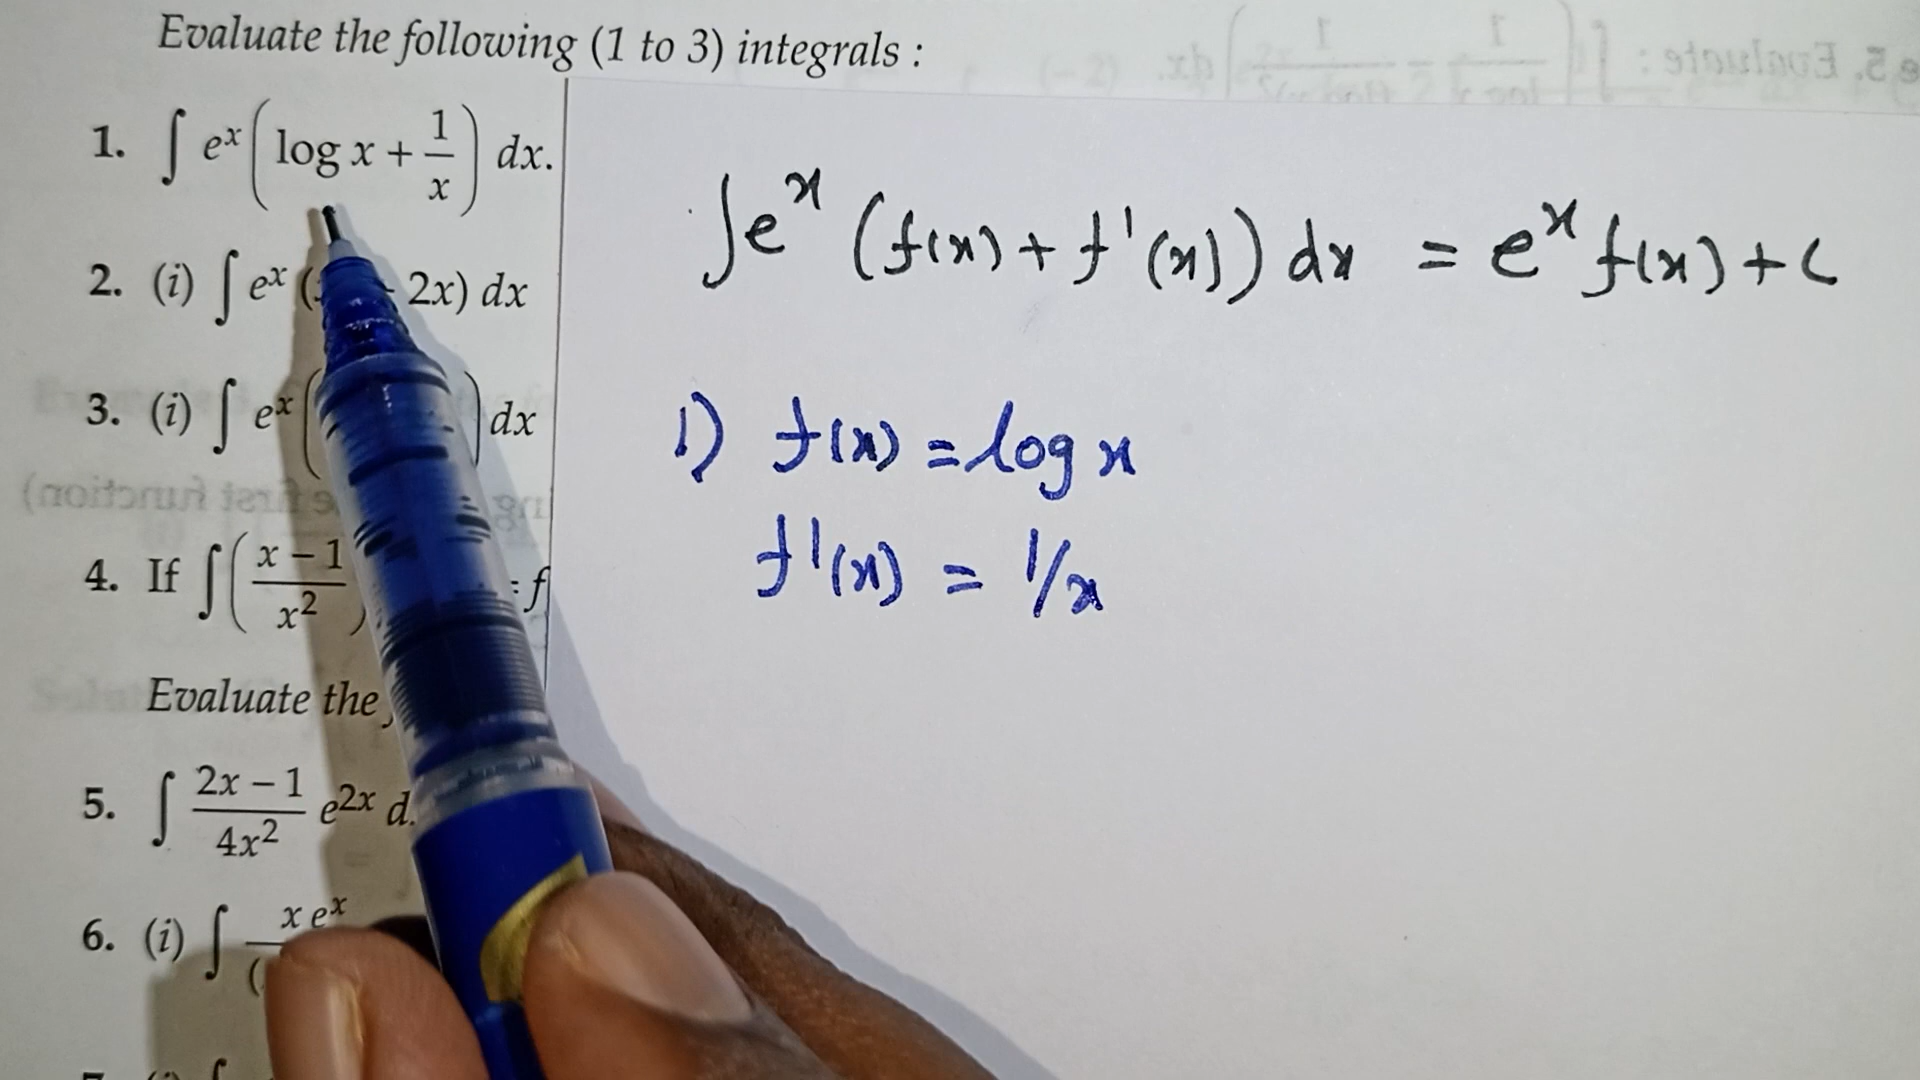 Evaluate the following (1 to 3) integrals :
1. ∫ eˣ ( log x + 1/x ) dx.
2. (i) ∫ eˣ ( 2x) dx
3. (i) ∫ eˣ ( ) dx
4. If ∫ ( x – 1 / x² ) = f
Evaluate the
5. ∫ 2x – 1 / 4x² e²ˣ d
6. (i) ∫ x eˣ / (
∫eˣ (f(x) + f'(x)) dx = eˣ f(x) + c
1) f(x) = log x
f'(x) = 1/x